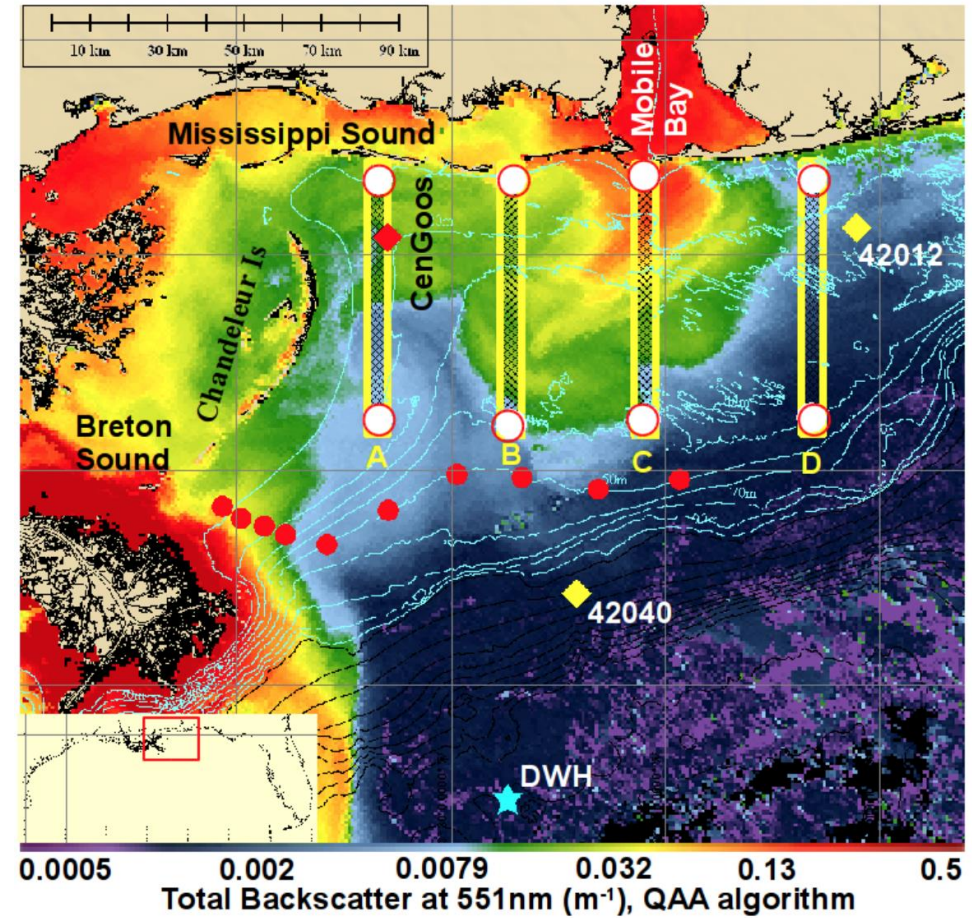 10 km 30 km 50 km 70 km 90 km
Mobile
Bay
Mississippi Sound
CenGoos
42012
Chandeleur Is
Breton
Sound
A B C D
50m
70m
42040
DWH
0.0005 0.002 0.0079 0.032 0.13 0.5
Total Backscatter at 551nm (m⁻¹), QAA algorithm